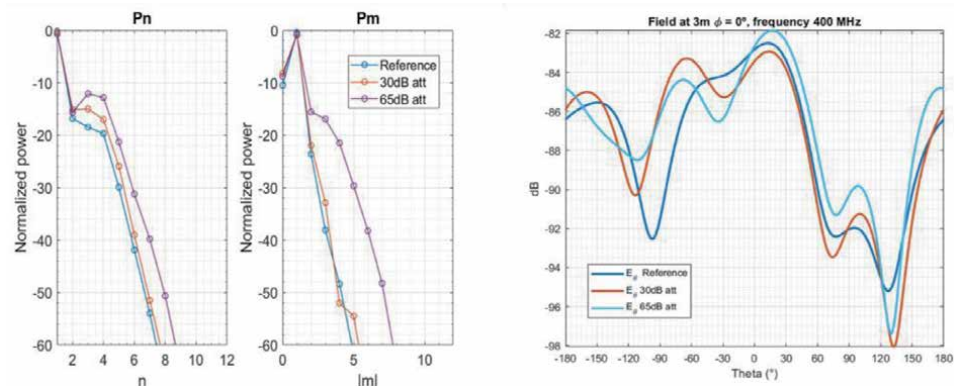 Pn
0
-10
-20
-30
-40
-50
-60
Normalized power
2 4 6 8 10 12
n
Pm
0
-10
-20
-30
-40
-50
-60
Normalized power
0 5 10
|m|
Reference
30dB att
65dB att
Field at 3m ϕ = 0°, frequency 400 MHz
-82
-84
-86
-88
-90
-92
-94
-96
-98
dB
-180 -150 -120 -90 -60 -30 0 30 60 90 120 150 180
Theta (°)
Reference
30dB att
65dB att